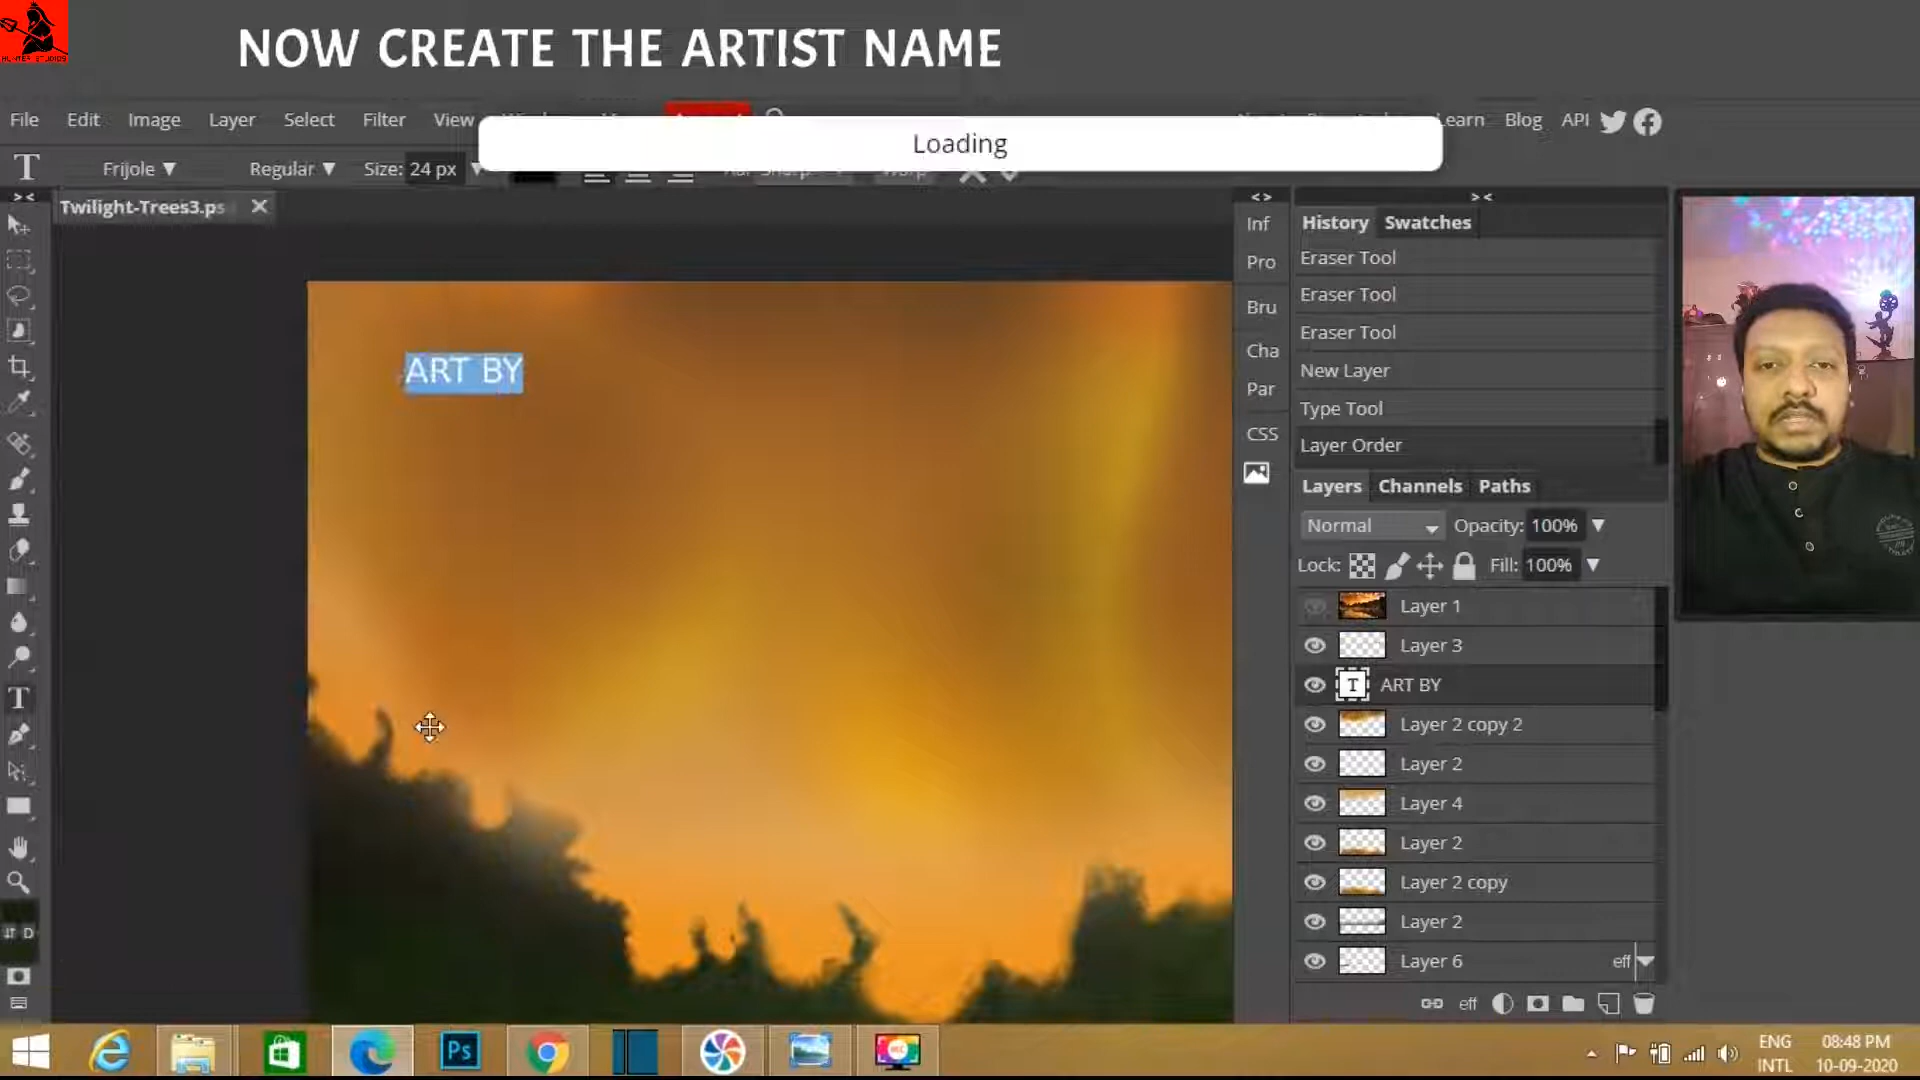 NOW CREATE THE ARTIST NAME
HUNTER STUDIOS
File Edit Image Layer Select Filter View
Learn Blog API
Loading
T Frijole ▼ Regular ▼ Size: 24 px
Twilight-Trees3.ps
Inf
Pro
Bru
Cha
Par
CSS
History Swatches
Eraser Tool
Eraser Tool
Eraser Tool
New Layer
Type Tool
Layer Order
ART BY
Layers Channels Paths
Normal Opacity: 100% ▼
Lock: Fill: 100% ▼
Layer 1
Layer 3
T ART BY
Layer 2 copy 2
Layer 2
Layer 4
Layer 2
Layer 2 copy
Layer 2
Layer 6 eff
eff
D
Ps
ENG 08:48 PM
INTL 10-09-2020